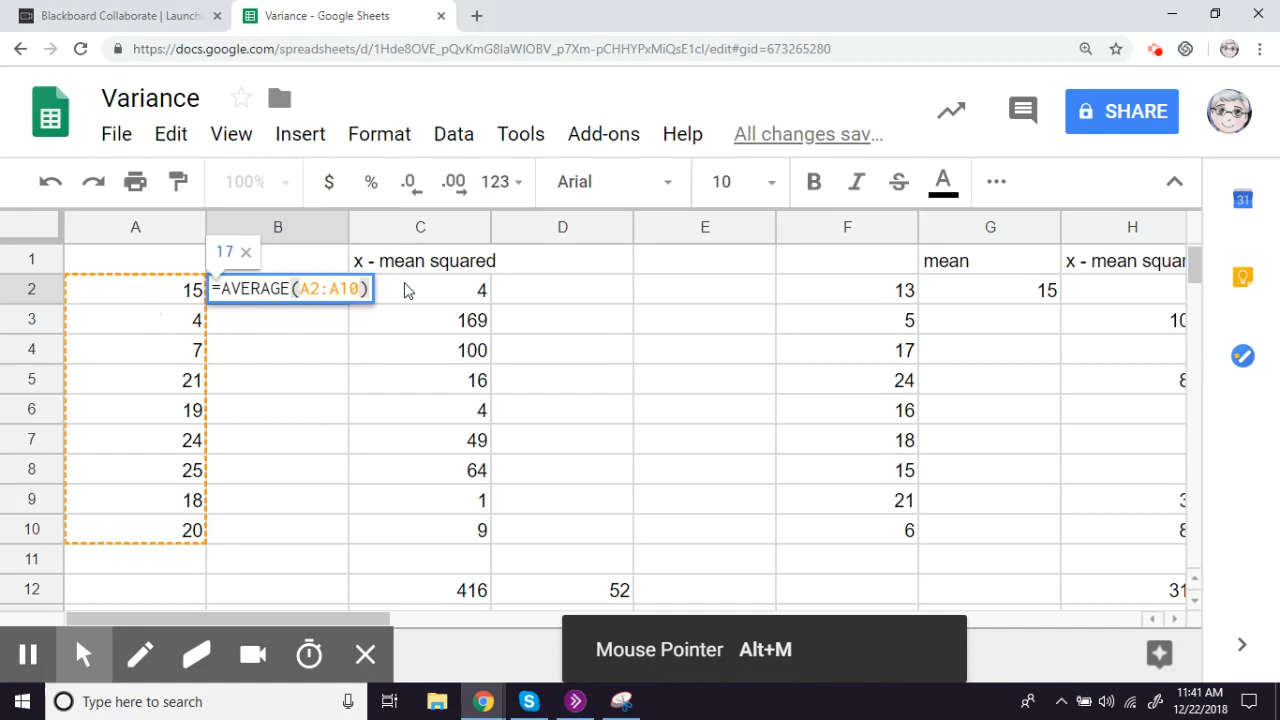 Blackboard Collaborate | Launch
Variance - Google Sheets
https://docs.google.com/spreadsheets/d/1Hde8OVE_pQvKmG8IaWIOBV_p7Xm-pCHHYPxMiQsE1cI/edit#gid=673265280
Variance
File Edit View Insert Format Data Tools Add-ons Help All changes sav...
SHARE
100% $ % .0 .00 123 Arial 10 B I S A
31
A B C D E F G H
17
1 x - mean squared mean x - mean squar
2 15 =AVERAGE(A2:A10) 4 13 15
3 4 169 5 10
4 7 100 17
5 21 16 24 8
6 19 4 16
7 24 49 18
8 25 64 15
9 18 1 21 3
10 20 9 6 8
11
12 416 52 31
Mouse Pointer Alt+M
Type here to search
11:41 AM
12/22/2018